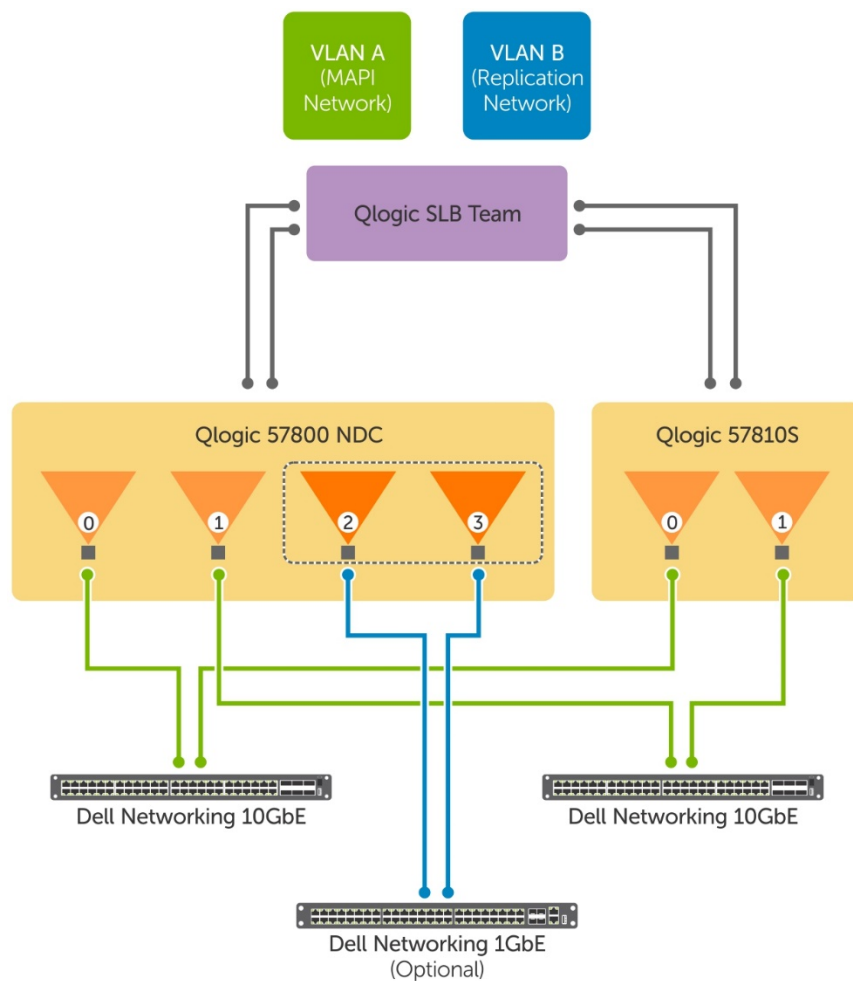 VLAN A
(MAPI
Network)
VLAN B
(Replication
Network)
Qlogic SLB Team
Qlogic 57800 NDC
Qlogic 57810S
0
1
2
3
0
1
Dell Networking 10GbE
Dell Networking 10GbE
Dell Networking 1GbE
(Optional)